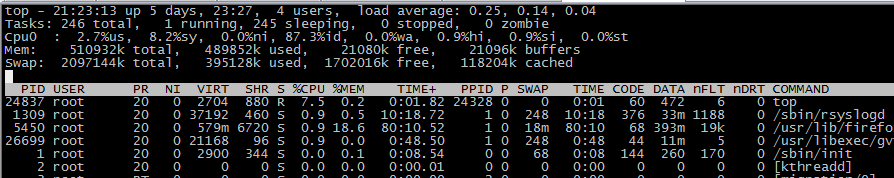 top - 21:23:13 up 5 days, 23:27,  4 users,  load average: 0.25, 0.14, 0.04
Tasks: 246 total,   1 running, 245 sleeping,   0 stopped,   0 zombie
Cpu0  :  2.7%us,  8.2%sy,  0.0%ni, 87.3%id,  0.0%wa,  0.9%hi,  0.9%si,  0.0%st
Mem:    510932k total,   489852k used,    21080k free,    21096k buffers
Swap:  2097144k total,   395128k used,  1702016k free,   118204k cached
PID USER PR NI VIRT SHR S %CPU %MEM TIME+ PPID P SWAP TIME CODE DATA nFLT nDRT COMMAND
24837 root 20 0 2704 880 R 7.5 0.2 0:01.82 24328 0 0 0:01 60 472 6 0 top
1309 root 20 0 37192 460 S 0.9 0.5 10:18.72 1 0 248 10:18 376 33m 1188 0 /sbin/rsyslogd
5450 root 20 0 579m 6720 S 0.9 18.6 80:10.52 1 0 18m 80:10 68 393m 19k 0 /usr/lib/firefo
26699 root 20 0 21168 96 S 0.9 0.0 0:48.50 1 0 248 0:48 44 11m 5 0 /usr/libexec/gv
1 root 20 0 2900 344 S 0.0 0.1 0:08.54 0 0 68 0:08 144 260 170 0 /sbin/init
2 root 20 0 0 0 S 0.0 0.0 0:00.01 0 0 0 0:00 0 0 0 0 [kthreadd]